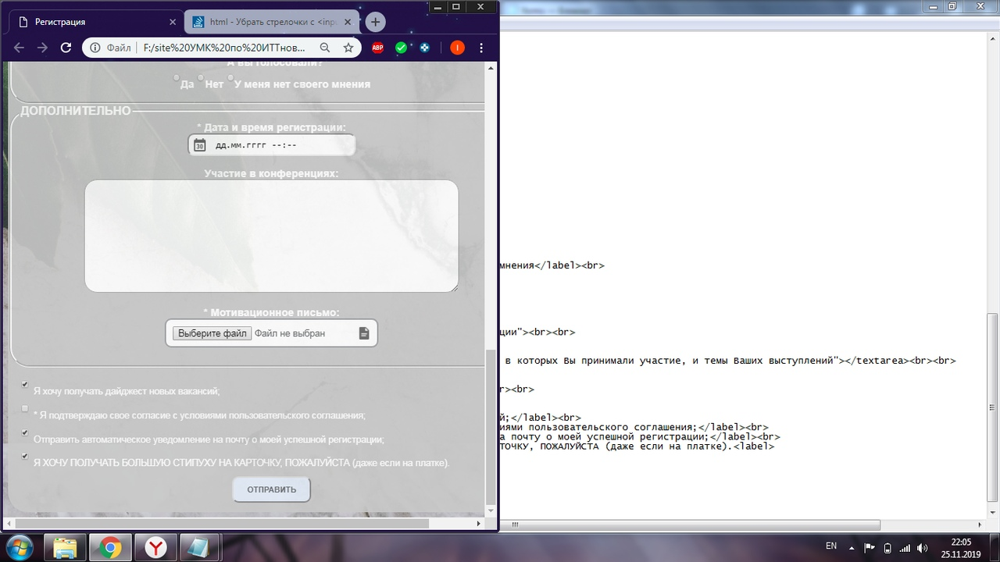 Регистрация
html - Убрать стрелочки с <inp
Файл F:/site%20УМК%20по%20ИТТнов...
ABP
I
А вы голосовали?
Да Нет У меня нет своего мнения
ДОПОЛНИТЕЛЬНО
* Дата и время регистрации:
30 дд.мм.гггг --:--
Участие в конференциях:
* Мотивационное письмо:
Выберите файл Файл не выбран
Я хочу получать дайджест новых вакансий;
* Я подтверждаю свое согласие с условиями пользовательского соглашения;
Отправить автоматическое уведомление на почту о моей успешной регистрации;
Я ХОЧУ ПОЛУЧАТЬ БОЛЬШУЮ СТИПУХУ НА КАРТОЧКУ, ПОЖАЛУЙСТА (даже если на платке).
ОТПРАВИТЬ
мнения</label><br>
ции"><br><br>
в которых Вы принимали участие, и темы Ваших выступлений"></textarea><br><br>
r><br>
й;</label><br>
иями пользовательского соглашения;</label><br>
а почту о моей успешной регистрации;</label><br>
ТОЧКУ, ПОЖАЛУЙСТА (даже если на платке).<label>
EN
22:05
25.11.2019